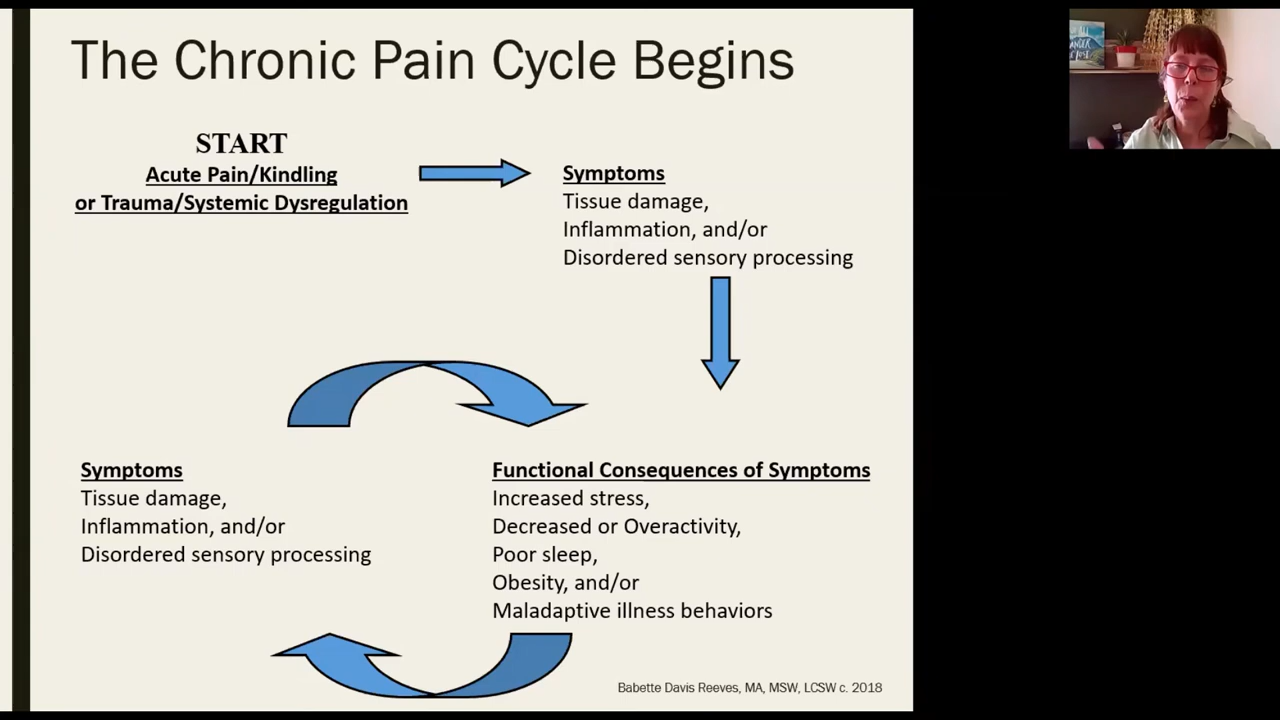 The Chronic Pain Cycle Begins
START
Acute Pain/Kindling
or Trauma/Systemic Dysregulation
Symptoms
Tissue damage,
Inflammation, and/or
Disordered sensory processing
Symptoms
Tissue damage,
Inflammation, and/or
Disordered sensory processing
Functional Consequences of Symptoms
Increased stress,
Decreased or Overactivity,
Poor sleep,
Obesity, and/or
Maladaptive illness behaviors
Babette Davis Reeves, MA, MSW, LCSW c. 2018